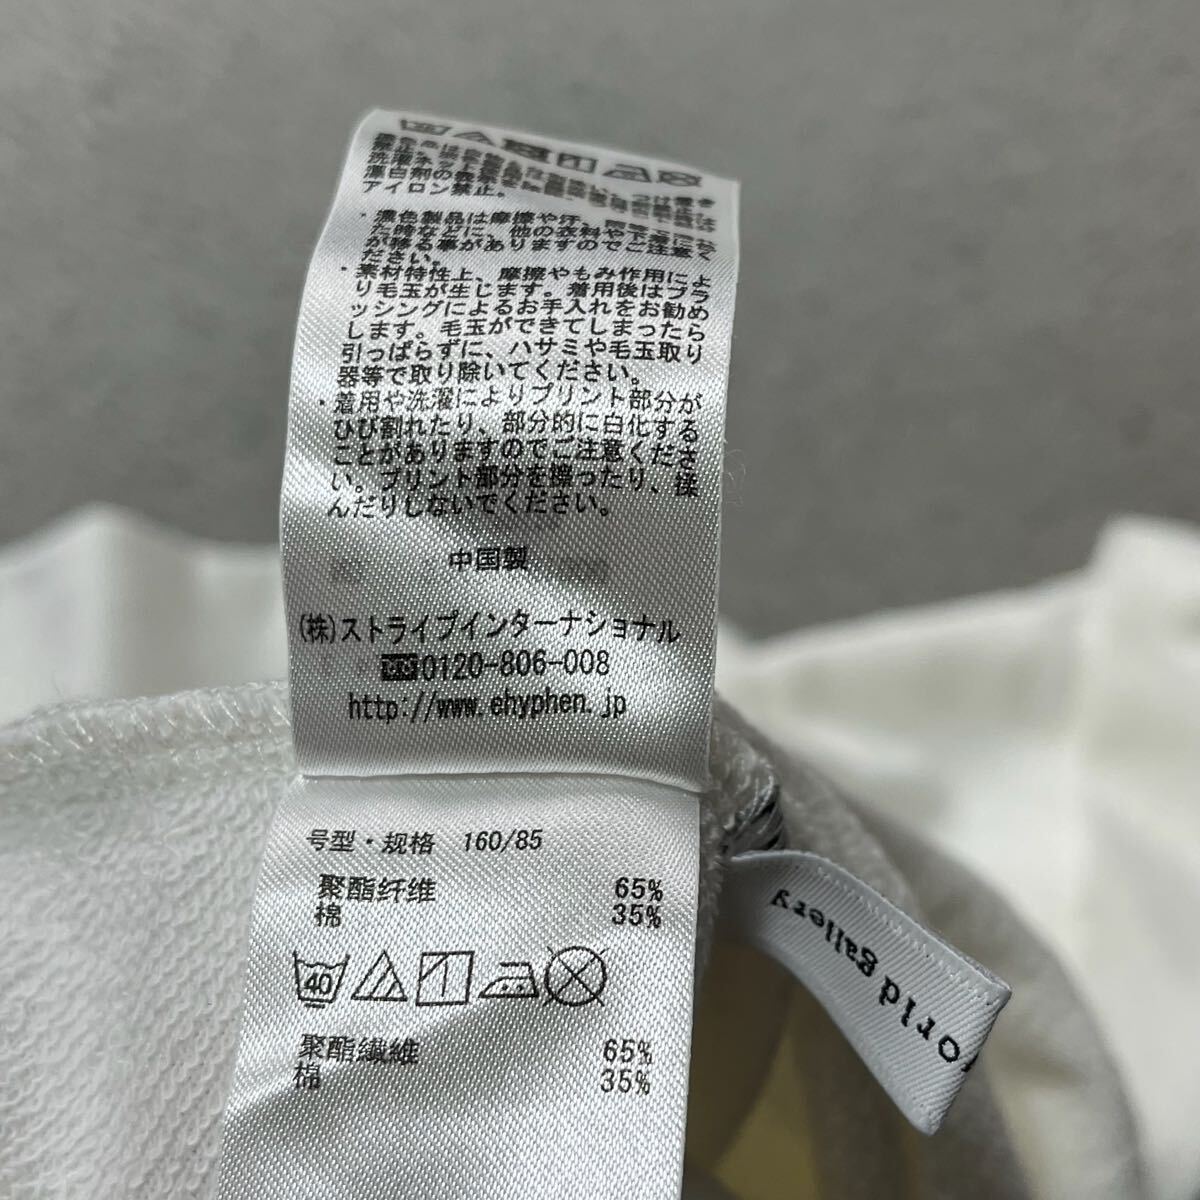 漂白剤の
アイロン禁止。
・濃色製品は摩擦や汗、
た時などに、他の衣料や
が移る事がありますのでご注意く
ださい。
・素材特性上、摩擦やもみ作用によ
り毛玉が生じます。着用後はブラ
ッシングによるお手入れをお勧め
します。毛玉ができてしまったら
引っぱらずに、ハサミや毛玉取り
器等で取り除いてください。
・着用や洗濯によりプリント部分が
ひび割れたり、部分的に白化する
ことがありますのでご注意くださ
い。プリント部分を擦ったり、揉
んだりしないでください。
中国製
(株)ストライプインターナショナル
0120-806-008
http://www.ehyphen.jp
号型・规格 160/85
聚酯纤维 65%
棉 35%
40
聚酯纖維 65%
棉 35%
orld gallery